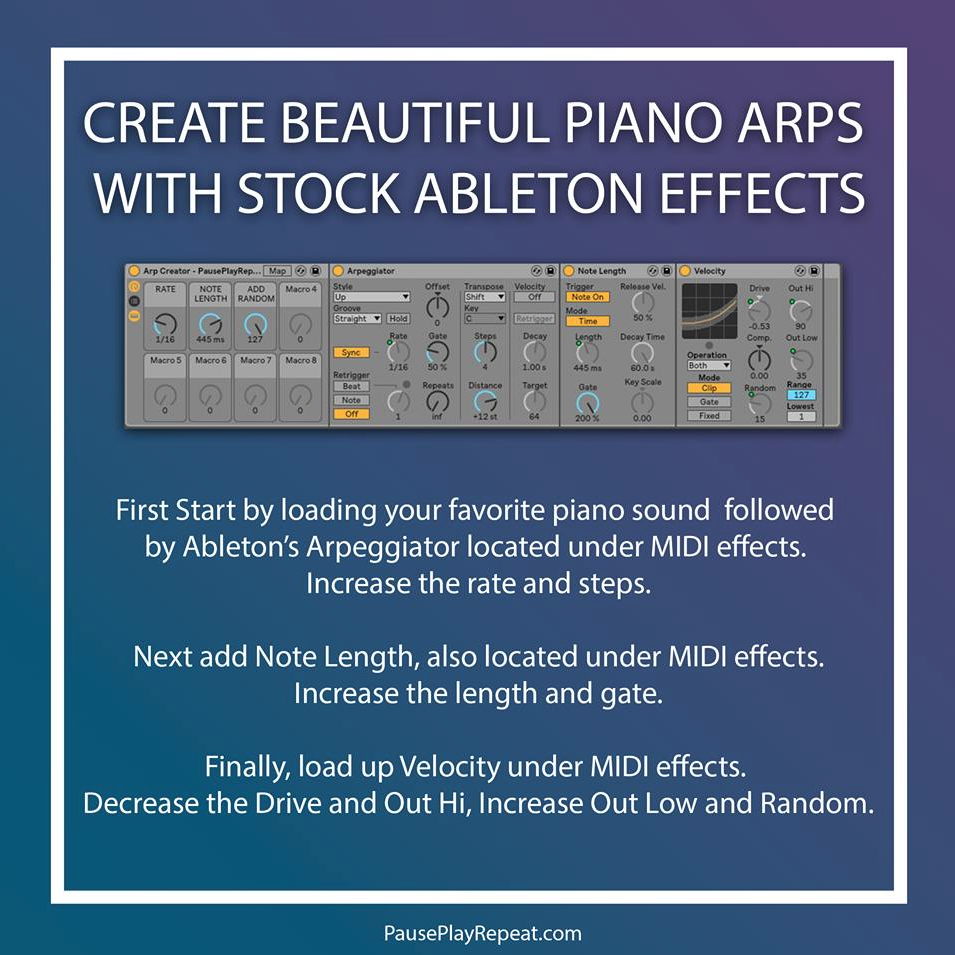 CREATE BEAUTIFUL PIANO ARPS
WITH STOCK ABLETON EFFECTS
Arp Creator - PausePlayRep... Map
RATE NOTE LENGTH ADD RANDOM Macro 4
1/16 445 ms 127 0
Macro 5 Macro 6 Macro 7 Macro 8
0 0 0 0
Arpeggiator
Style
Up
Groove
Straight Hold
Sync
Retrigger
Beat
Note
Off
Offset
0
Rate Gate
1/16 50 %
Repeats
1 inf
Transpose
Shift
Key
C
Steps
4
Distance
+12 st
Velocity
Off
Retrigger
Decay
1.00 s
Target
64
Note Length
Trigger
Note On
Mode
Time
Length
445 ms
Gate
200 %
Release Vel.
50 %
Decay Time
60.0 s
Key Scale
0.00
Velocity
Operation
Both
Mode
Clip
Gate
Fixed
Drive
-0.53
Comp.
0.00
Random
15
Out Hi
90
Out Low
35
Range
127
Lowest
1
First Start by loading your favorite piano sound followed
by Ableton’s Arpeggiator located under MIDI effects.
Increase the rate and steps.
Next add Note Length, also located under MIDI effects.
Increase the length and gate.
Finally, load up Velocity under MIDI effects.
Decrease the Drive and Out Hi, Increase Out Low and Random.
PausePlayRepeat.com